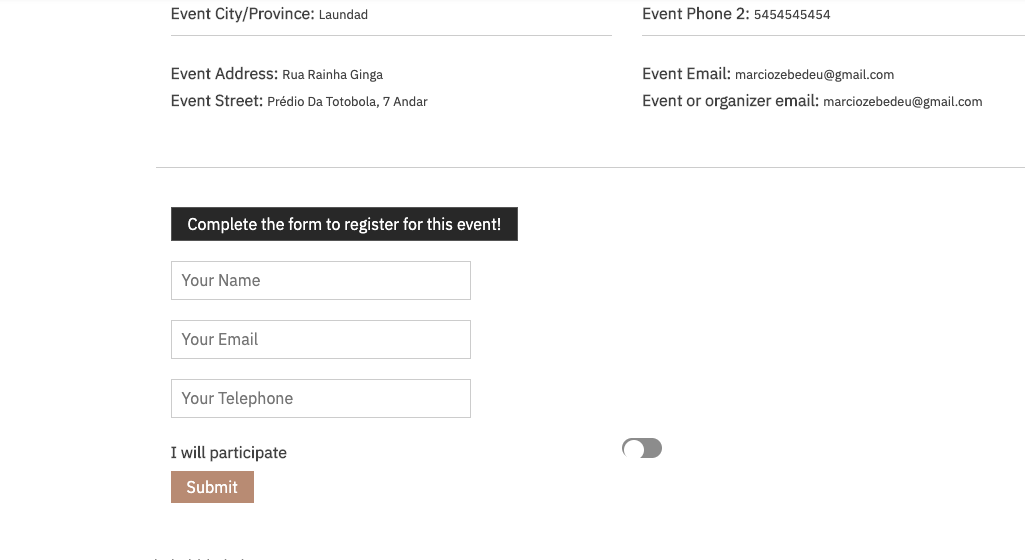 Event City/Province: Laundad
Event Phone 2: 5454545454
Event Address: Rua Rainha Ginga
Event Email: marciozebedeu@gmail.com
Event Street: Prédio Da Totobola, 7 Andar
Event or organizer email: marciozebedeu@gmail.com
Complete the form to register for this event!
Your Name
Your Email
Your Telephone
I will participate
Submit